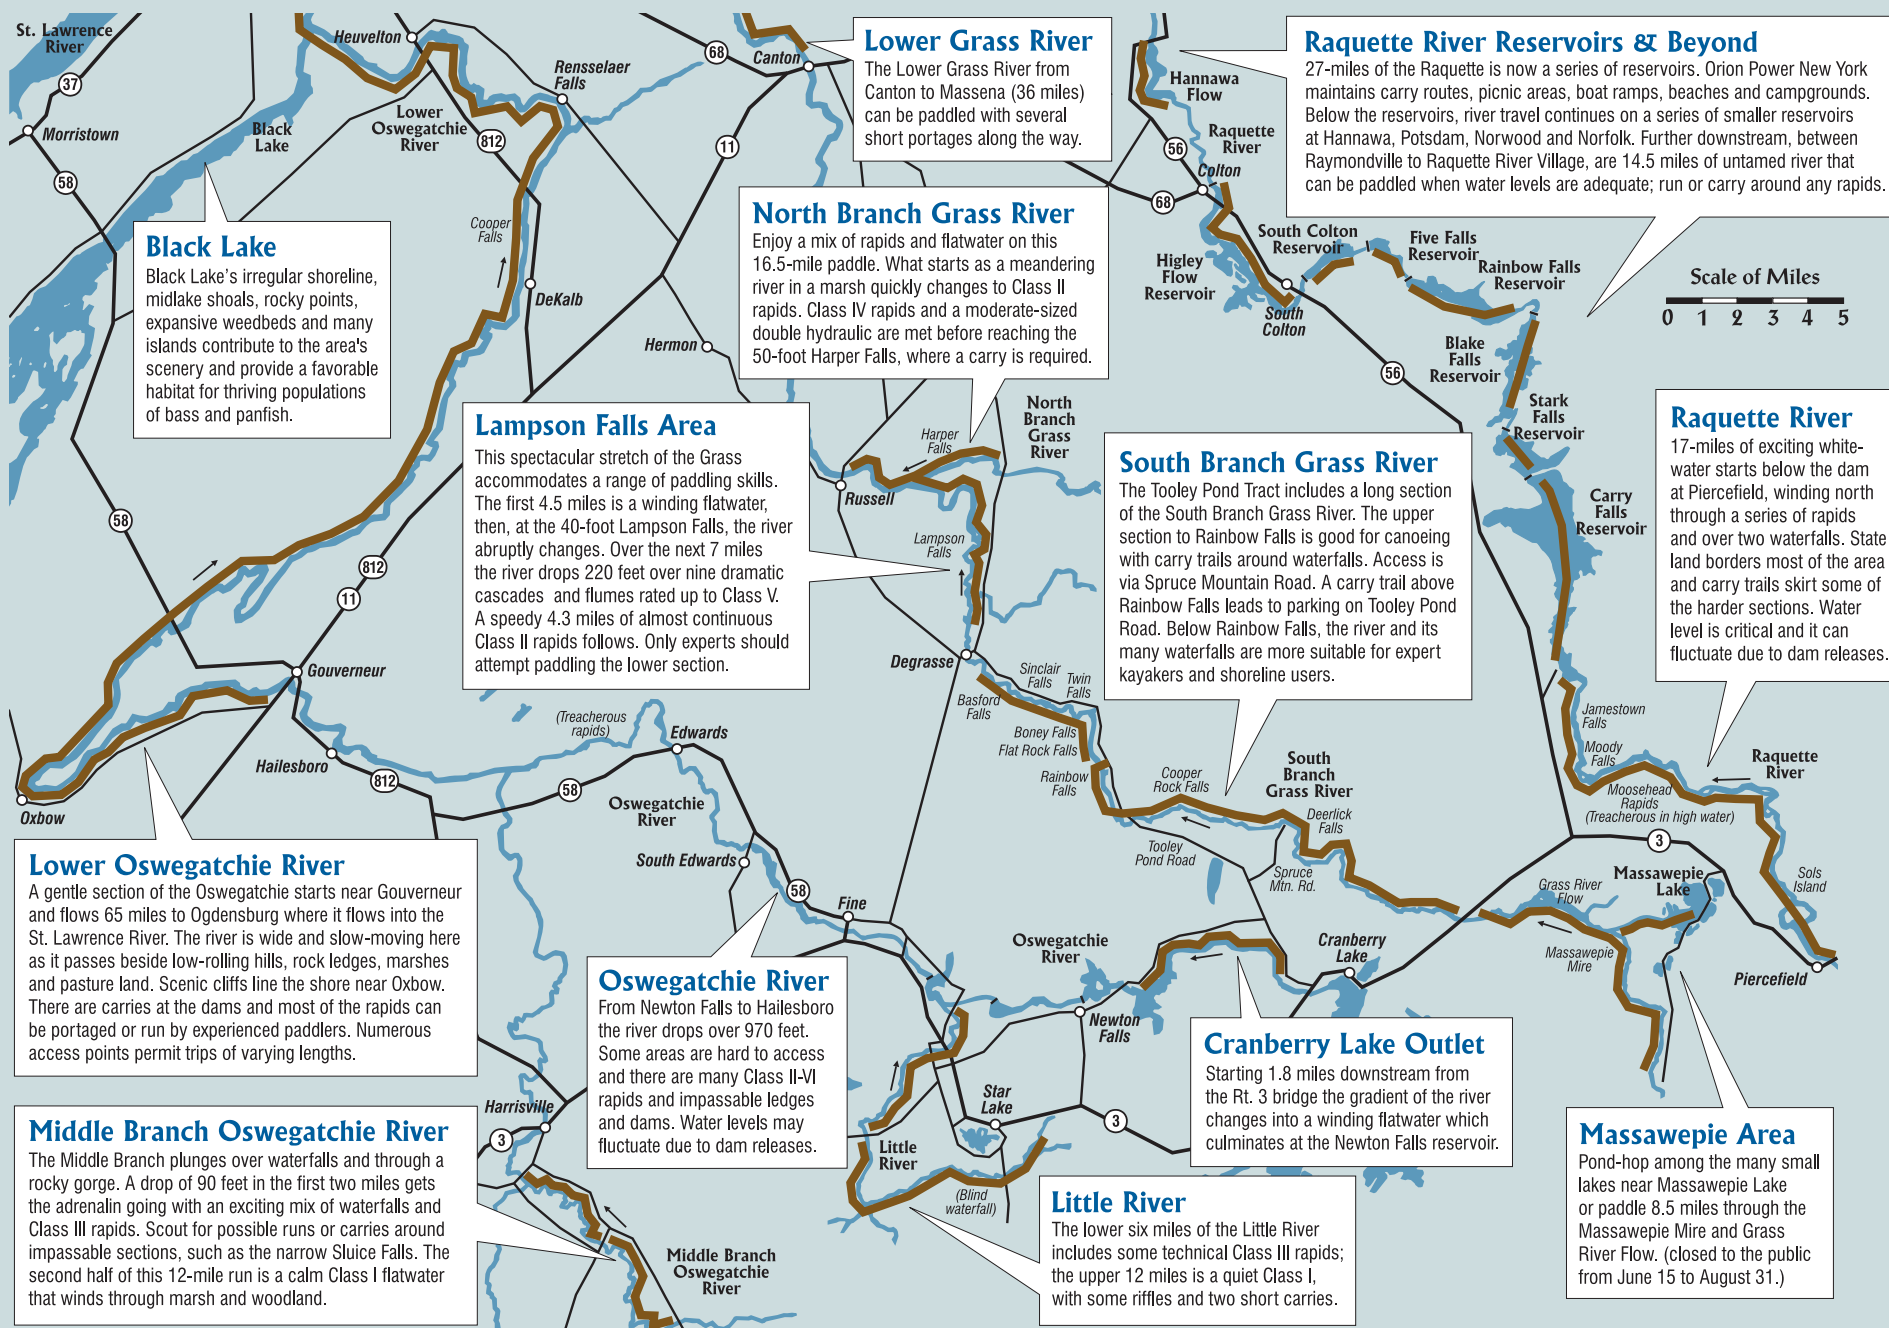 St. Lawrence
River
37
Morristown
58
Heuvelton
Black
Lake
Lower
Oswegatchie
River
812
Rensselaer
Falls
68
Canton
11
Lower Grass River
The Lower Grass River from
Canton to Massena (36 miles)
can be paddled with several
short portages along the way.
Hannawa
Flow
Raquette
River
56
Colton
68
Raquette River Reservoirs & Beyond
27-miles of the Raquette is now a series of reservoirs. Orion Power New York
maintains carry routes, picnic areas, boat ramps, beaches and campgrounds.
Below the reservoirs, river travel continues on a series of smaller reservoirs
at Hannawa, Potsdam, Norwood and Norfolk. Further downstream, between
Raymondville to Raquette River Village, are 14.5 miles of untamed river that
can be paddled when water levels are adequate; run or carry around any rapids.
Black Lake
Black Lake's irregular shoreline,
midlake shoals, rocky points,
expansive weedbeds and many
islands contribute to the area's
scenery and provide a favorable
habitat for thriving populations
of bass and panfish.
Cooper
Falls
DeKalb
Hermon
North Branch Grass River
Enjoy a mix of rapids and flatwater on this
16.5-mile paddle. What starts as a meandering
river in a marsh quickly changes to Class II
rapids. Class IV rapids and a moderate-sized
double hydraulic are met before reaching the
50-foot Harper Falls, where a carry is required.
Higley
Flow
Reservoir
South Colton
Reservoir
South
Colton
Five Falls
Reservoir
Rainbow Falls
Reservoir
Scale of Miles
0 1 2 3 4 5
Blake
Falls
Reservoir
56
Stark
Falls
Reservoir
Carry
Falls
Reservoir
Lampson Falls Area
This spectacular stretch of the Grass
accommodates a range of paddling skills.
The first 4.5 miles is a winding flatwater,
then, at the 40-foot Lampson Falls, the river
abruptly changes. Over the next 7 miles
the river drops 220 feet over nine dramatic
cascades and flumes rated up to Class V.
A speedy 4.3 miles of almost continuous
Class II rapids follows. Only experts should
attempt paddling the lower section.
Harper
Falls
North
Branch
Grass
River
Russell
Lampson
Falls
South Branch Grass River
The Tooley Pond Tract includes a long section
of the South Branch Grass River. The upper
section to Rainbow Falls is good for canoeing
with carry trails around waterfalls. Access is
via Spruce Mountain Road. A carry trail above
Rainbow Falls leads to parking on Tooley Pond
Road. Below Rainbow Falls, the river and its
many waterfalls are more suitable for expert
kayakers and shoreline users.
Raquette River
17-miles of exciting white-
water starts below the dam
at Piercefield, winding north
through a series of rapids
and over two waterfalls. State
land borders most of the area
and carry trails skirt some of
the harder sections. Water
level is critical and it can
fluctuate due to dam releases.
58
812
11
Gouverneur
Hailesboro
812
Oxbow
(Treacherous
rapids)
Edwards
58
Oswegatchie
River
South Edwards
58
Fine
Degrasse
Sinclair
Falls
Twin
Falls
Basford
Falls
Boney Falls
Flat Rock Falls
Rainbow
Falls
Cooper
Rock Falls
South
Branch
Grass River
Deerlick
Falls
Tooley
Pond Road
Spruce
Mtn. Rd.
Jamestown
Falls
Moody
Falls
Raquette
River
Moosehead
Rapids
(Treacherous in high water)
3
Massawepie
Lake
Sols
Island
Grass River
Flow
Massawepie
Mire
Piercefield
Lower Oswegatchie River
A gentle section of the Oswegatchie starts near Gouverneur
and flows 65 miles to Ogdensburg where it flows into the
St. Lawrence River. The river is wide and slow-moving here
as it passes beside low-rolling hills, rock ledges, marshes
and pasture land. Scenic cliffs line the shore near Oxbow.
There are carries at the dams and most of the rapids can
be portaged or run by experienced paddlers. Numerous
access points permit trips of varying lengths.
Oswegatchie River
From Newton Falls to Hailesboro
the river drops over 970 feet.
Some areas are hard to access
and there are many Class II-VI
rapids and impassable ledges
and dams. Water levels may
fluctuate due to dam releases.
Oswegatchie
River
Cranberry
Lake
Newton
Falls
Cranberry Lake Outlet
Starting 1.8 miles downstream from
the Rt. 3 bridge the gradient of the river
changes into a winding flatwater which
culminates at the Newton Falls reservoir.
Star
Lake
3
Little
River
(Blind
waterfall)
Harrisville
3
Middle Branch Oswegatchie River
The Middle Branch plunges over waterfalls and through a
rocky gorge. A drop of 90 feet in the first two miles gets
the adrenalin going with an exciting mix of waterfalls and
Class III rapids. Scout for possible runs or carries around
impassable sections, such as the narrow Sluice Falls. The
second half of this 12-mile run is a calm Class I flatwater
that winds through marsh and woodland.
Middle Branch
Oswegatchie
River
Little River
The lower six miles of the Little River
includes some technical Class III rapids;
the upper 12 miles is a quiet Class I,
with some riffles and two short carries.
Massawepie Area
Pond-hop among the many small
lakes near Massawepie Lake
or paddle 8.5 miles through the
Massawepie Mire and Grass
River Flow. (closed to the public
from June 15 to August 31.)